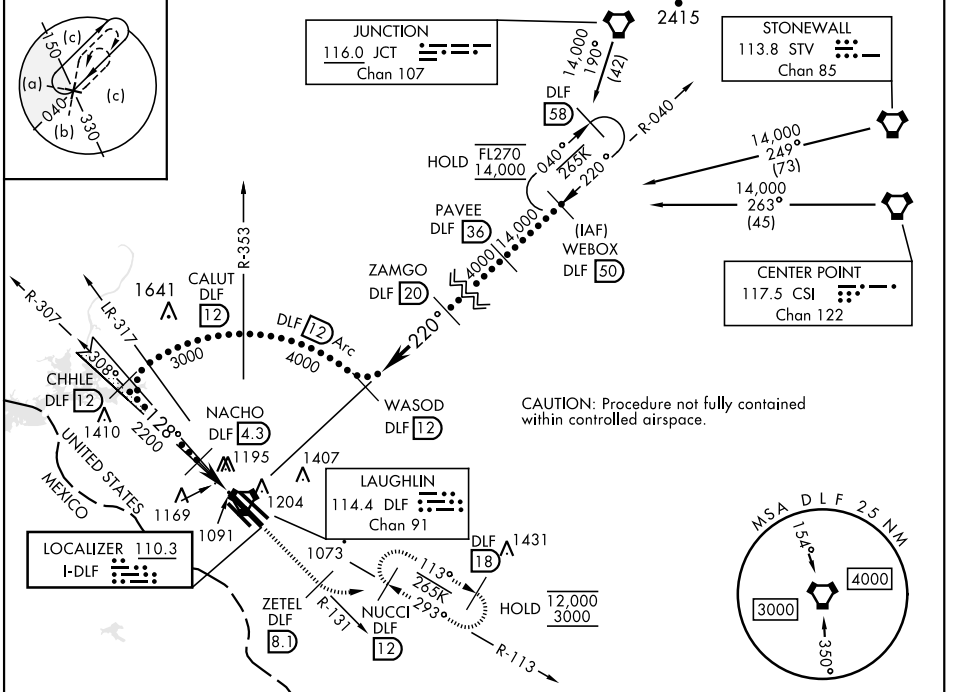 2415
JUNCTION
116.0 JCT
Chan 107
STONEWALL
113.8 STV
Chan 85
(c)
150
(a)
(c)
040
(b)
330
14,000
190°
(42)
DLF
58
R-040
14,000
249°
(73)
HOLD FL270
14,000
040°
265K
220°
14,000
263°
(45)
PAVEE
DLF 36
4000
14,000
(IAF)
WEBOX
DLF 50
R-353
ZAMGO
DLF 20
CENTER POINT
117.5 CSI
Chan 122
CALUT
DLF
12
1641
R-307
LR-317
DLF 12 Arc
220°
3000
4000
308°
CHHLE
DLF 12
WASOD
DLF 12
CAUTION: Procedure not fully contained
within controlled airspace.
1410
128°
2200
NACHO
DLF 4.3
1195
1407
UNITED STATES
MEXICO
LAUGHLIN
114.4 DLF
Chan 91
1204
1169
1091
MSA DLF 25 NM
154°
4000
3000
350°
LOCALIZER 110.3
I-DLF
1073
DLF
18
1431
113°
265K
293°
HOLD 12,000
3000
ZETEL
DLF
8.1
R-131
NUCCI
DLF
12
R-113